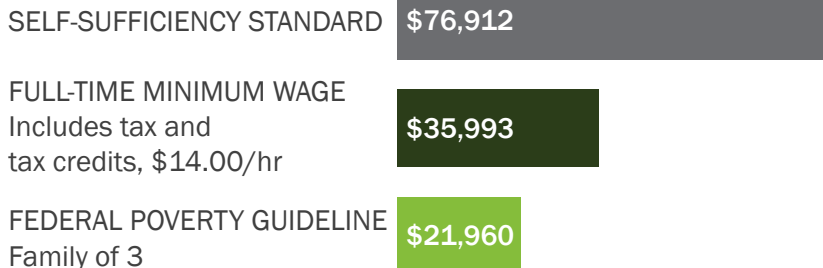 SELF-SUFFICIENCY STANDARD $76,912
FULL-TIME MINIMUM WAGE
Includes tax and
tax credits, $14.00/hr
$35,993
FEDERAL POVERTY GUIDELINE
Family of 3
$21,960